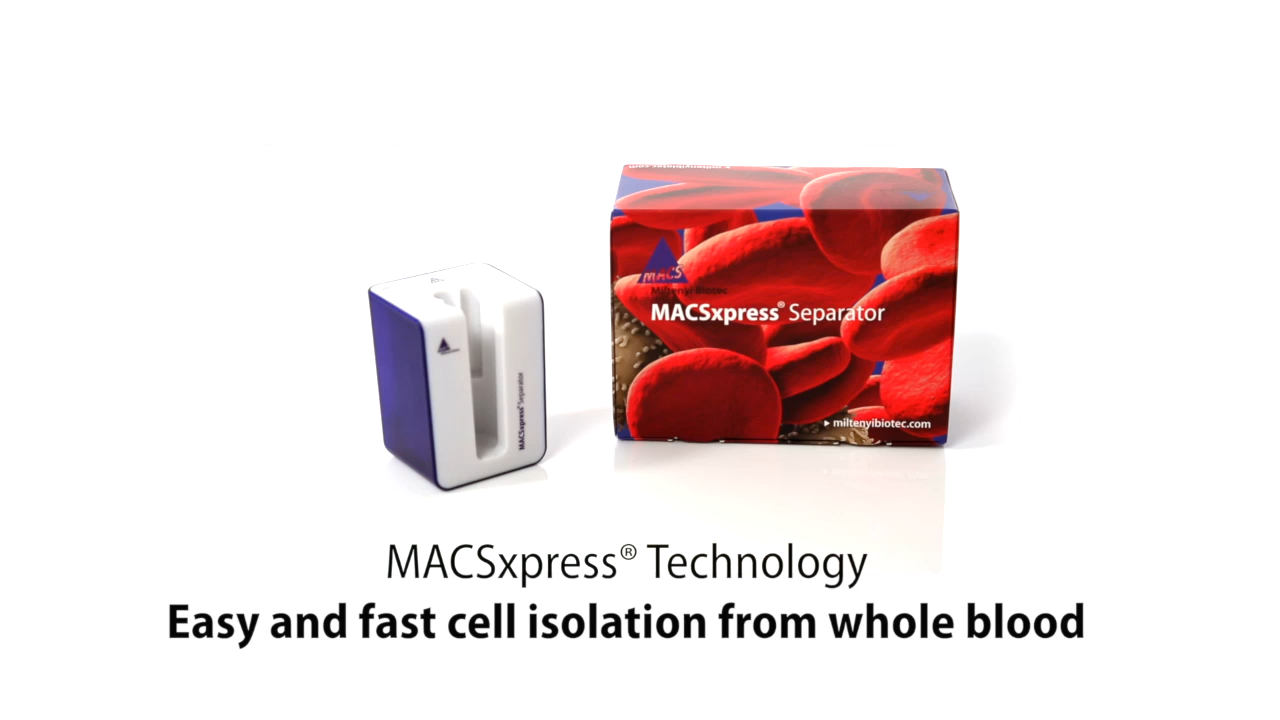 MACS
Miltenyi Biotec
MACSxpress® Separator
miltenyibiotec.com
MACSxpress® Separator
MACSxpress® Technology
Easy and fast cell isolation from whole blood